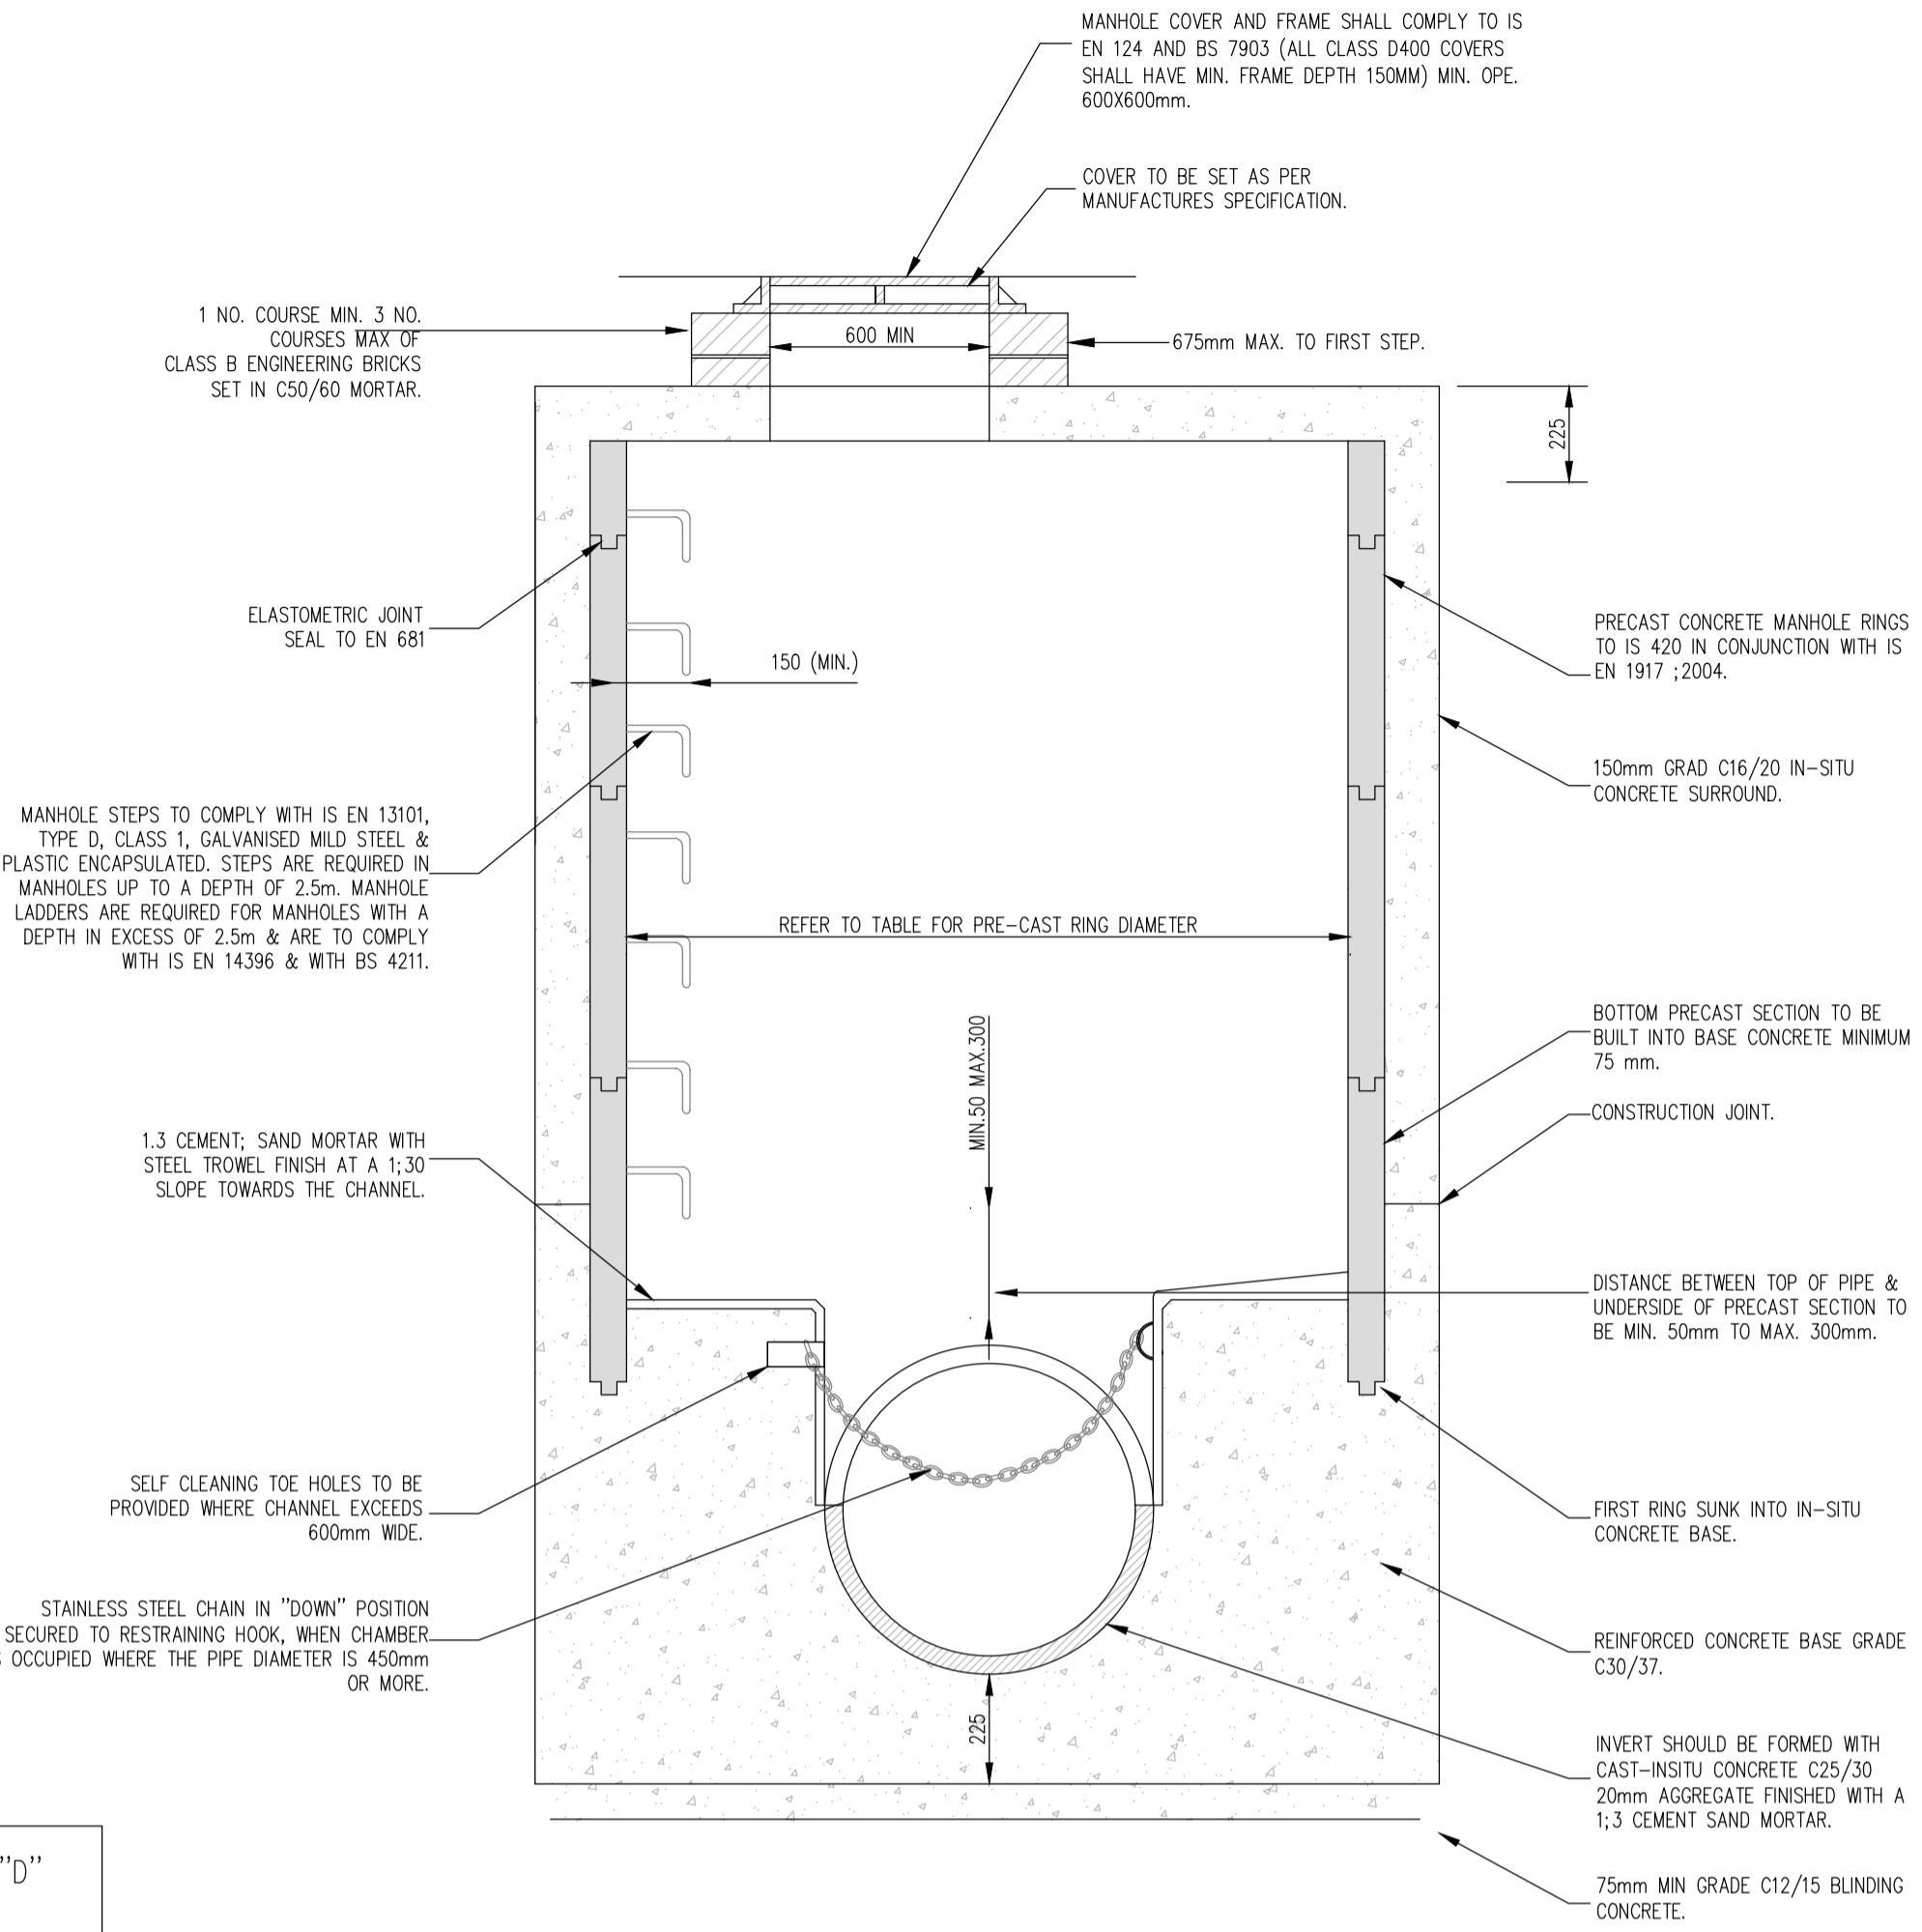 MANHOLE COVER AND FRAME SHALL COMPLY TO IS
EN 124 AND BS 7903 (ALL CLASS D400 COVERS
SHALL HAVE MIN. FRAME DEPTH 150MM) MIN. OPE.
600X600mm.
COVER TO BE SET AS PER
MANUFACTURES SPECIFICATION.
1 NO. COURSE MIN. 3 NO.
COURSES MAX OF
CLASS B ENGINEERING BRICKS
SET IN C50/60 MORTAR.
600 MIN
675mm MAX. TO FIRST STEP.
225
ELASTOMETRIC JOINT
SEAL TO EN 681
150 (MIN.)
PRECAST CONCRETE MANHOLE RINGS
TO IS 420 IN CONJUNCTION WITH IS
EN 1917 ;2004.
150mm GRAD C16/20 IN-SITU
CONCRETE SURROUND.
MANHOLE STEPS TO COMPLY WITH IS EN 13101,
TYPE D, CLASS 1, GALVANISED MILD STEEL &
PLASTIC ENCAPSULATED. STEPS ARE REQUIRED IN
MANHOLES UP TO A DEPTH OF 2.5m. MANHOLE
LADDERS ARE REQUIRED FOR MANHOLES WITH A
DEPTH IN EXCESS OF 2.5m & ARE TO COMPLY
WITH IS EN 14396 & WITH BS 4211.
REFER TO TABLE FOR PRE-CAST RING DIAMETER
MIN.50 MAX.300
BOTTOM PRECAST SECTION TO BE
BUILT INTO BASE CONCRETE MINIMUM
75 mm.
CONSTRUCTION JOINT.
1.3 CEMENT; SAND MORTAR WITH
STEEL TROWEL FINISH AT A 1;30
SLOPE TOWARDS THE CHANNEL.
DISTANCE BETWEEN TOP OF PIPE &
UNDERSIDE OF PRECAST SECTION TO
BE MIN. 50mm TO MAX. 300mm.
SELF CLEANING TOE HOLES TO BE
PROVIDED WHERE CHANNEL EXCEEDS
600mm WIDE.
FIRST RING SUNK INTO IN-SITU
CONCRETE BASE.
STAINLESS STEEL CHAIN IN "DOWN" POSITION
SECURED TO RESTRAINING HOOK, WHEN CHAMBER
OCCUPIED WHERE THE PIPE DIAMETER IS 450mm
OR MORE.
REINFORCED CONCRETE BASE GRADE
C30/37.
225
INVERT SHOULD BE FORMED WITH
CAST-INSITU CONCRETE C25/30
20mm AGGREGATE FINISHED WITH A
1;3 CEMENT SAND MORTAR.
75mm MIN GRADE C12/15 BLINDING
CONCRETE.
"D"